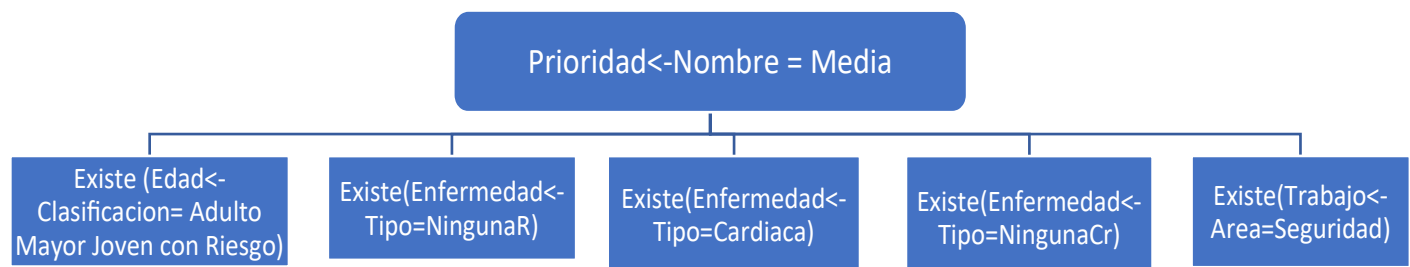 Prioridad<-Nombre = Media
Existe (Edad<-
Clasificacion= Adulto
Mayor Joven con Riesgo)
Existe(Enfermedad<-
Tipo=NingunaR)
Existe(Enfermedad<-
Tipo=Cardiaca)
Existe(Enfermedad<-
Tipo=NingunaCr)
Existe(Trabajo<-
Area=Seguridad)